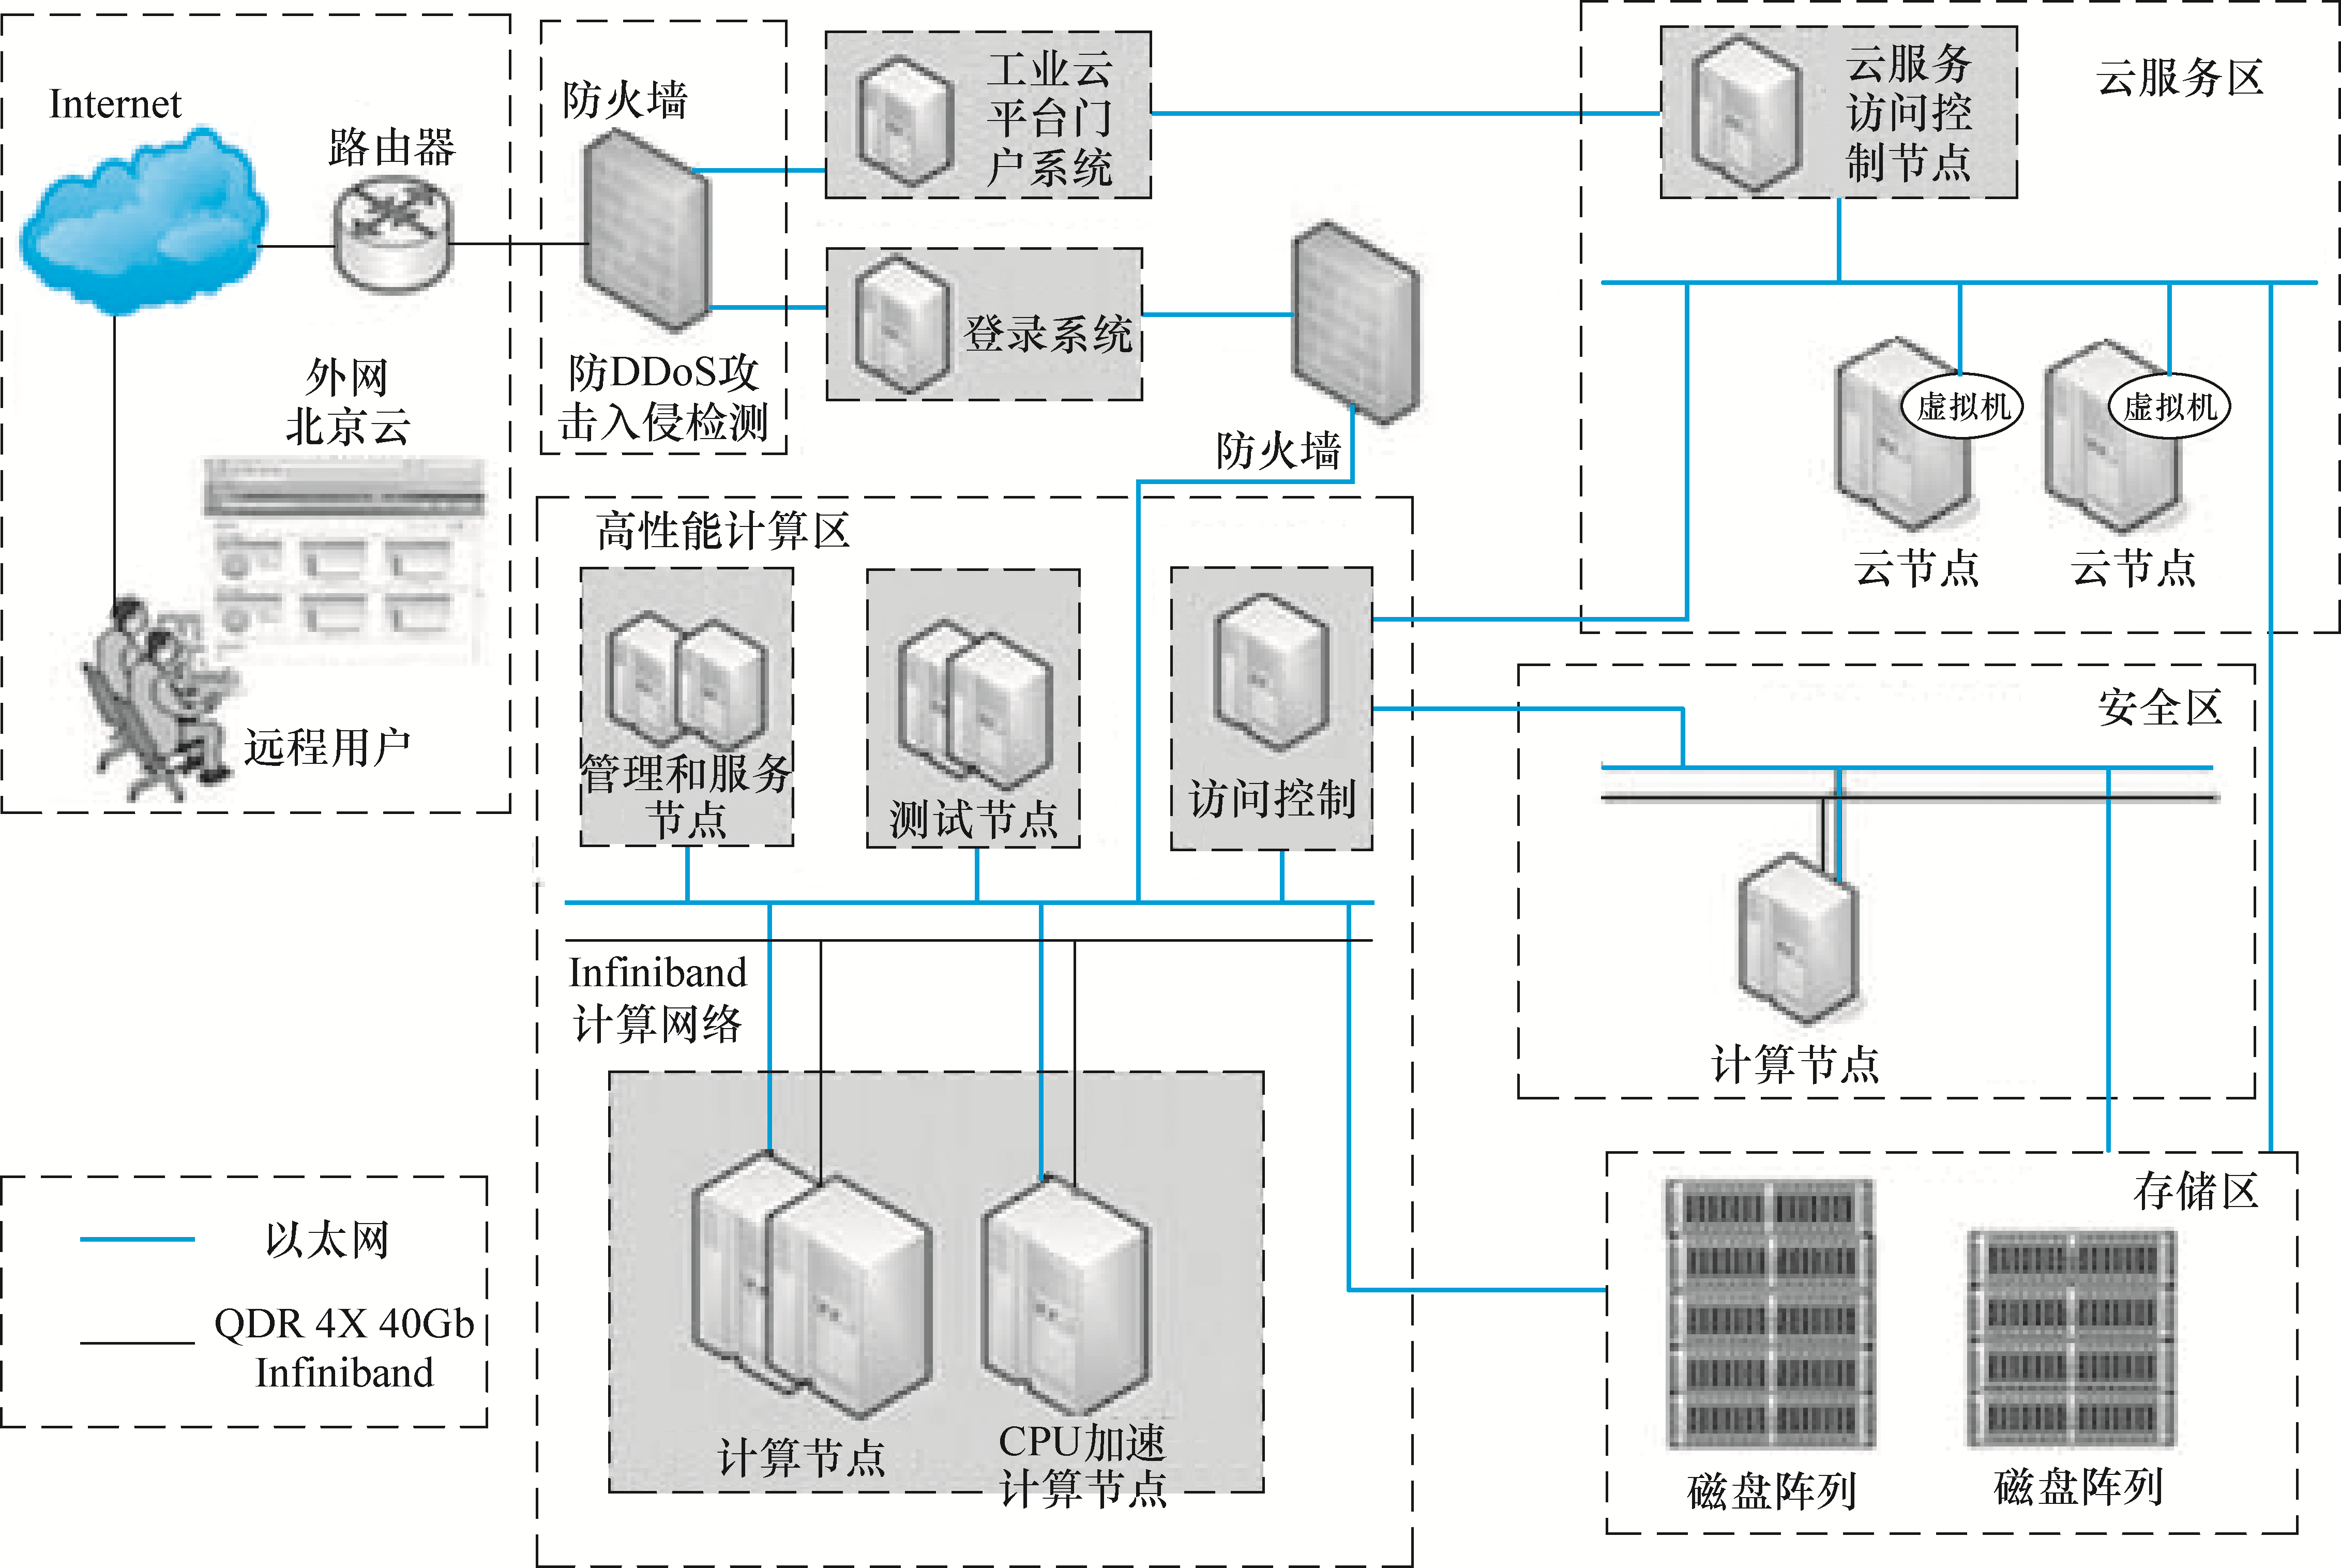 Internet
路由器
外网
北京云
远程用户
防火墙
防DDoS攻
击入侵检测
工业云
平台门
户系统
登录系统
防火墙
云服务
访问控
制节点
云服务区
虚拟机
虚拟机
云节点
云节点
高性能计算区
管理和服务
节点
测试节点
访问控制
Infiniband
计算网络
计算节点
CPU加速
计算节点
安全区
计算节点
存储区
磁盘阵列
磁盘阵列
以太网
QDR 4X 40Gb
Infiniband